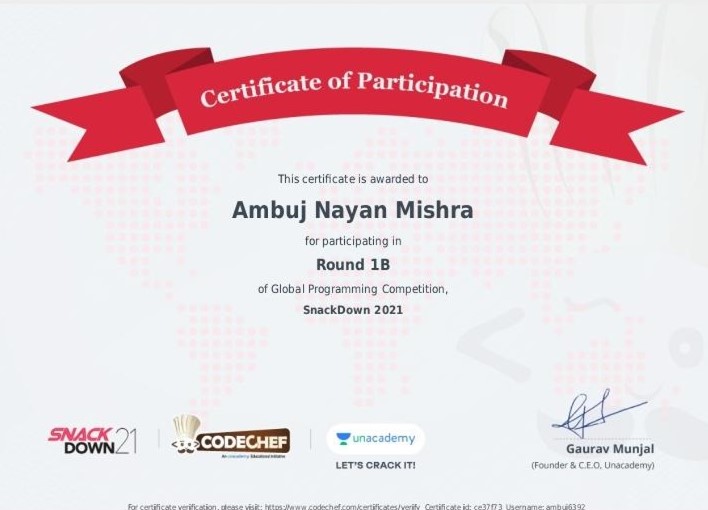 Certificate of Participation
This certificate is awarded to
Ambuj Nayan Mishra
for participating in
Round 1B
of Global Programming Competition,
SnackDown 2021
SNACK
DOWN 21
CODECHEF
An unacademy Educational Initiative
unacademy
LET'S CRACK IT!
Gaurav Munjal
(Founder & C.E.O, Unacademy)
For certificate verification, please visit: https://www.codechef.com/certificates/verify Certificate id: ce37f73 Username: ambuj6392